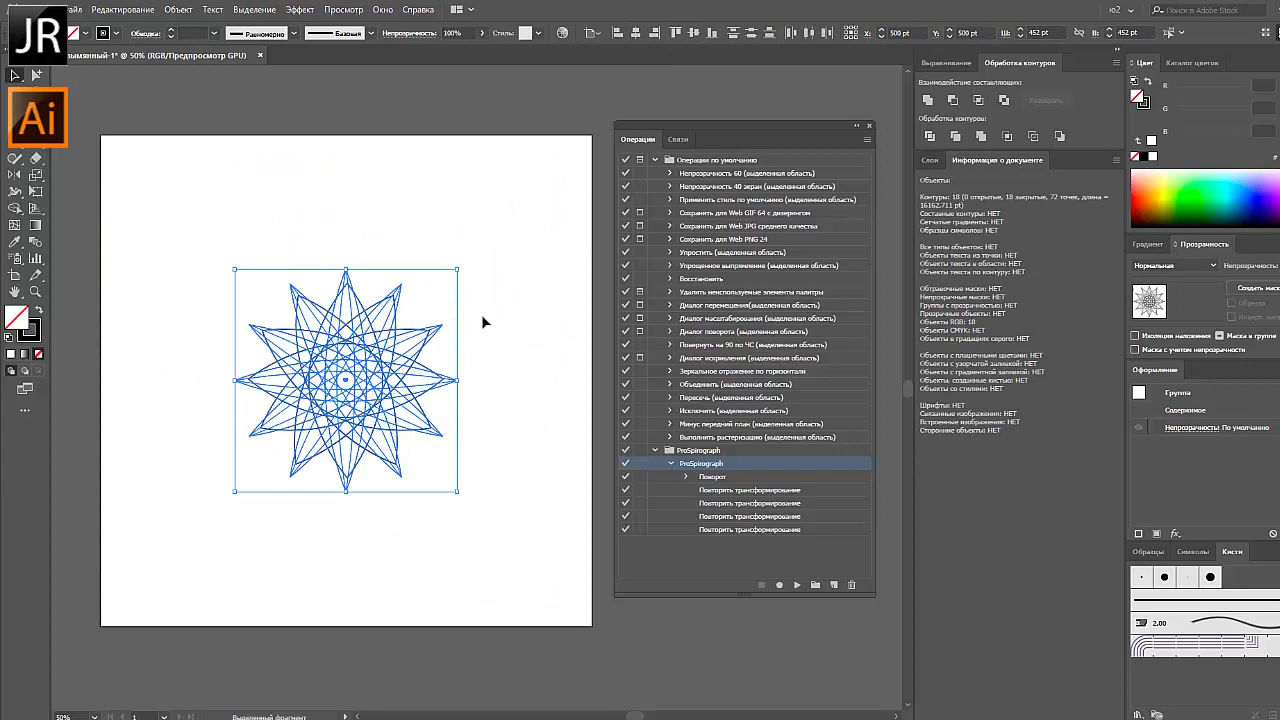 JR
Ai
Редактирование Объект Текст Выделение Эффект Просмотр Окно Справка
Поиск в Adobe Stock
Обводка: Равномерно Базовая Непрозрачность: 100% Стиль: 500 pt 500 pt 452 pt 452 pt
@ 50% (RGB/Предпросмотр GPU) ×
Операции Связи
Операции по умолчанию
Непрозрачность 60 (выделенная область)
Непрозрачность 40 экран (выделенная область)
Применить стиль по умолчанию (выделенная область)
Сохранить для Web GIF 64 с дизерингом
Сохранить для Web JPG среднего качества
Сохранить для Web PNG 24
Упростить (выделенная область)
Упрощенное выпрямление (выделенная область)
Восстановить
Удалить неиспользуемые элементы палитры
Диалог перемещения(выделенная область)
Диалог масштабирования (выделенная область)
Диалог поворота (выделенная область)
Повернуть на 90 по ЧС (выделенная область)
Диалог искривления (выделенная область)
Зеркальное отражение по горизонтали
Объединить (выделенная область)
Пересечь (выделенная область)
Исключить (выделенная область)
Минус передний план (выделенная область)
Выполнить растеризацию (выделенная область)
ProSpirograph
ProSpirograph
Поворот
Повторить трансформирование
Повторить трансформирование
Повторить трансформирование
Повторить трансформирование
Выравнивание Обработка контуров
Взаимодействие составляющих:
Разобрать
Обработка контуров:
Слои Информация о документе
Объекты:
Контуры: 18 (0 открытые, 18 закрытые, 72 точек, длина =
16162,711 pt)
Составные контуры: НЕТ
Сетчатые градиенты: НЕТ
Образцы символов: НЕТ
Все типы объектов: НЕТ
Объекты текста из точки: НЕТ
Объекты текста в области: НЕТ
Объекты текста по контуру: НЕТ
Обтравочные маски: НЕТ
Непрозрачные маски: НЕТ
Группы с прозрачностью: НЕТ
Прозрачные объекты: НЕТ
Объекты RGB: 18
Объекты CMYK: НЕТ
Объекты в градациях серого: НЕТ
Объекты с плашечными цветами: НЕТ
Объекты с узорчатой заливкой: НЕТ
Объекты с градиентной заливкой: НЕТ
Объекты, созданные кистью: НЕТ
Объекты со стилями: НЕТ
Шрифты: НЕТ
Связанные изображения: НЕТ
Встроенные изображения: НЕТ
Сторонние объекты: НЕТ
Цвет Каталог цветов
R
G
B
#
Градиент Прозрачность
Нормальная Непрозрачность:
Создать маску
Обрезка
Изоляция наложения Маска к группе
Маска с учетом непрозрачности
Оформление
Группа
Содержимое
Непрозрачность: По умолчанию
fx
Образцы Символы Кисти
2,00
50% 1 Выделенный фрагмент